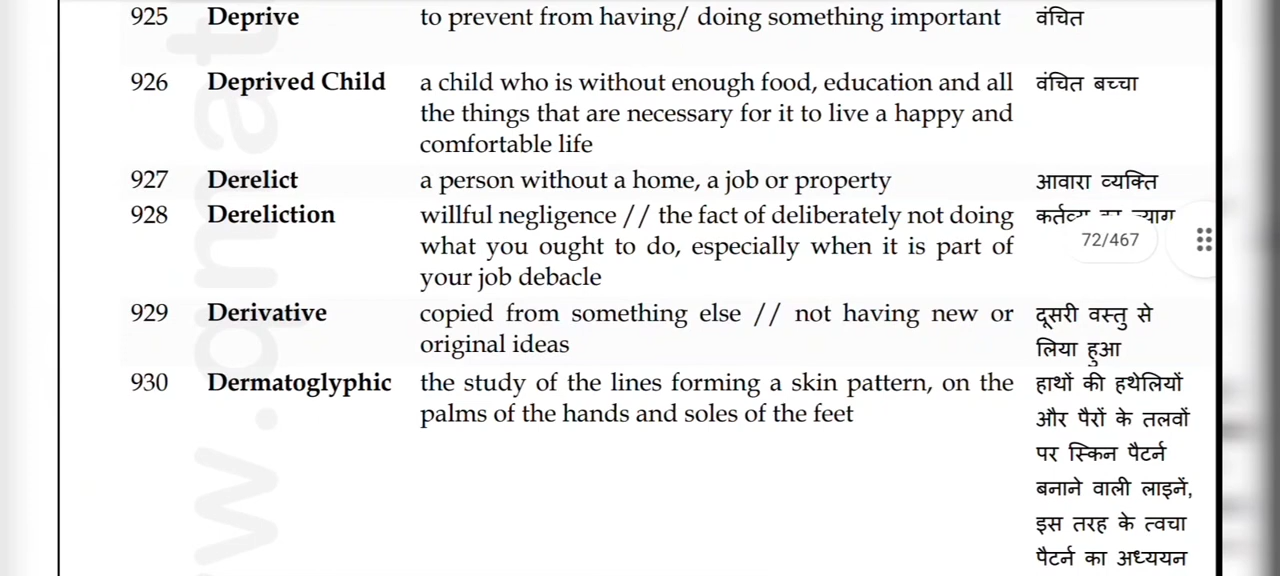 925 Deprive to prevent from having/ doing something important वंचित
926 Deprived Child a child who is without enough food, education and all वंचित बच्चा
the things that are necessary for it to live a happy and
comfortable life
927 Derelict a person without a home, a job or property आवारा व्यक्ति
928 Dereliction willful negligence // the fact of deliberately not doing
what you ought to do, especially when it is part of 72/467
your job debacle
929 Derivative copied from something else // not having new or दूसरी वस्तु से
original ideas लिया हुआ
930 Dermatoglyphic the study of the lines forming a skin pattern, on the हाथों की हथेलियों
palms of the hands and soles of the feet और पैरों के तलवों
पर स्किन पैटर्न
बनाने वाली लाइनें,
इस तरह के त्वचा
पैटर्न का अध्ययन